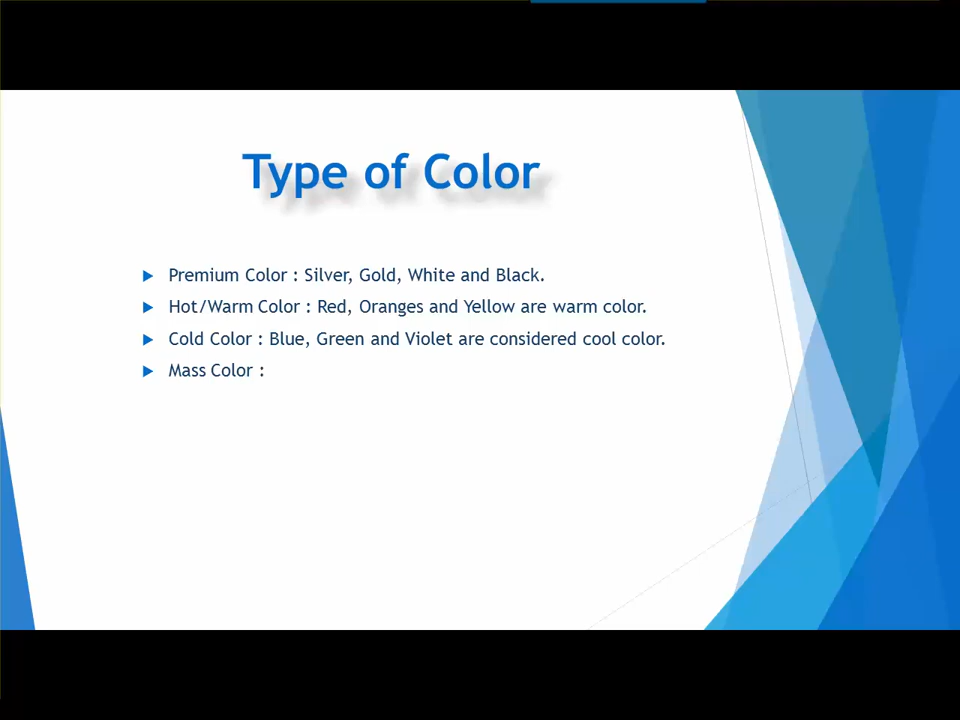 Type of Color
Premium Color : Silver, Gold, White and Black.
Hot/Warm Color : Red, Oranges and Yellow are warm color.
Cold Color : Blue, Green and Violet are considered cool color.
Mass Color :